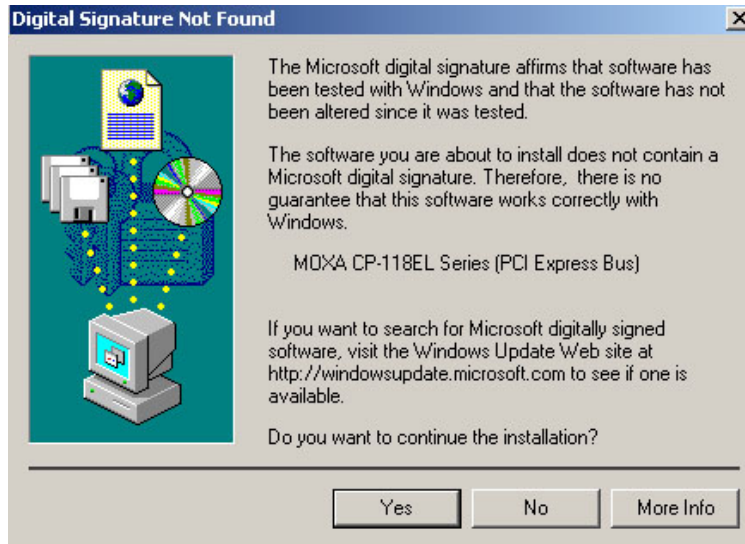 Digital Signature Not Found
The Microsoft digital signature affirms that software has
been tested with Windows and that the software has not
been altered since it was tested.
The software you are about to install does not contain a
Microsoft digital signature. Therefore, there is no
guarantee that this software works correctly with
Windows.
MOXA CP-118EL Series (PCI Express Bus)
If you want to search for Microsoft digitally signed
software, visit the Windows Update Web site at
http://windowsupdate.microsoft.com to see if one is
available.
Do you want to continue the installation?
Yes No More Info